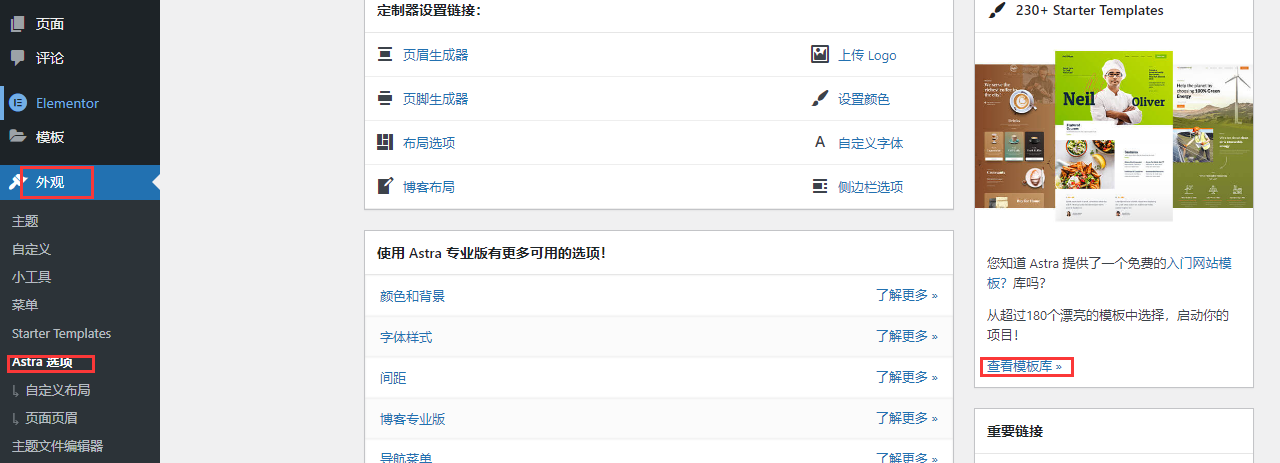 页面
评论
Elementor
模板
外观
主题
自定义
小工具
菜单
Starter Templates
Astra 选项
自定义布局
页面页眉
主题文件编辑器
定制器设置链接：
页眉生成器
上传 Logo
页脚生成器
设置颜色
布局选项
自定义字体
博客布局
侧边栏选项
使用 Astra 专业版有更多可用的选项！
颜色和背景
了解更多 »
字体样式
了解更多 »
间距
了解更多 »
博客专业版
了解更多 »
导航菜单
了解更多 »
230+ Starter Templates
Neil
Oliver
Help the planet by
choosing 100% Green
Energy
您知道 Astra 提供了一个免费的入门网站模
板？库吗？
从超过180个漂亮的模板中选择，启动你的
项目！
查看模板库 »
重要链接